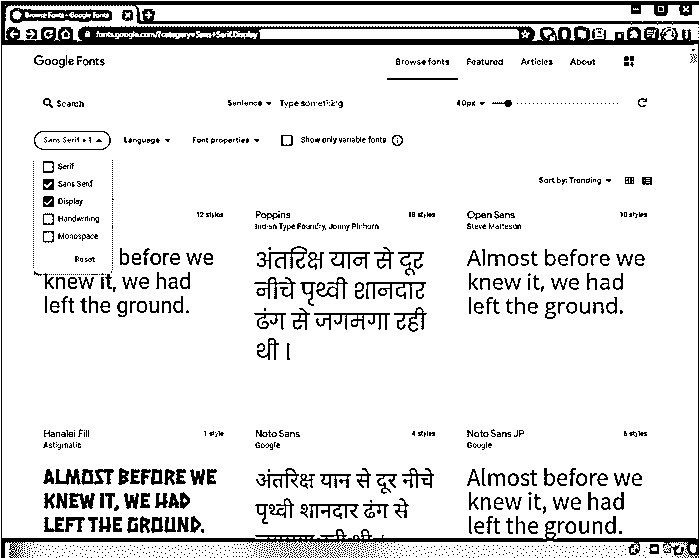 Browse Fonts - Google Fonts
fonts.google.com/?category=Sans+Serif,Display
Google Fonts
Browse fonts Featured Articles About
Search Sentence Type something 40px
Sans Serif + 1 Language Font properties Show only variable fonts
Serif
Sans Serif
Display
Handwriting
Monospace
Reset
Sort by: Trending
12 styles
before we
knew it, we had
left the ground.
Poppins 18 styles
Indian Type Foundry, Jonny Pinhorn
अंतरिक्ष यान से दूर
नीचे पृथ्वी शानदार
ढंग से जगमगा रही
थी ।
Open Sans 10 styles
Steve Matteson
Almost before we
knew it, we had
left the ground.
Hanalei Fill 1 style
Astigmatic
ALMOST BEFORE WE
KNEW IT, WE HAD
LEFT THE GROUND.
Noto Sans 4 styles
Google
अंतरिक्ष यान से दूर नीचे
पृथ्वी शानदार ढंग से
Noto Sans JP 6 styles
Google
Almost before we
knew it, we had
left the ground.